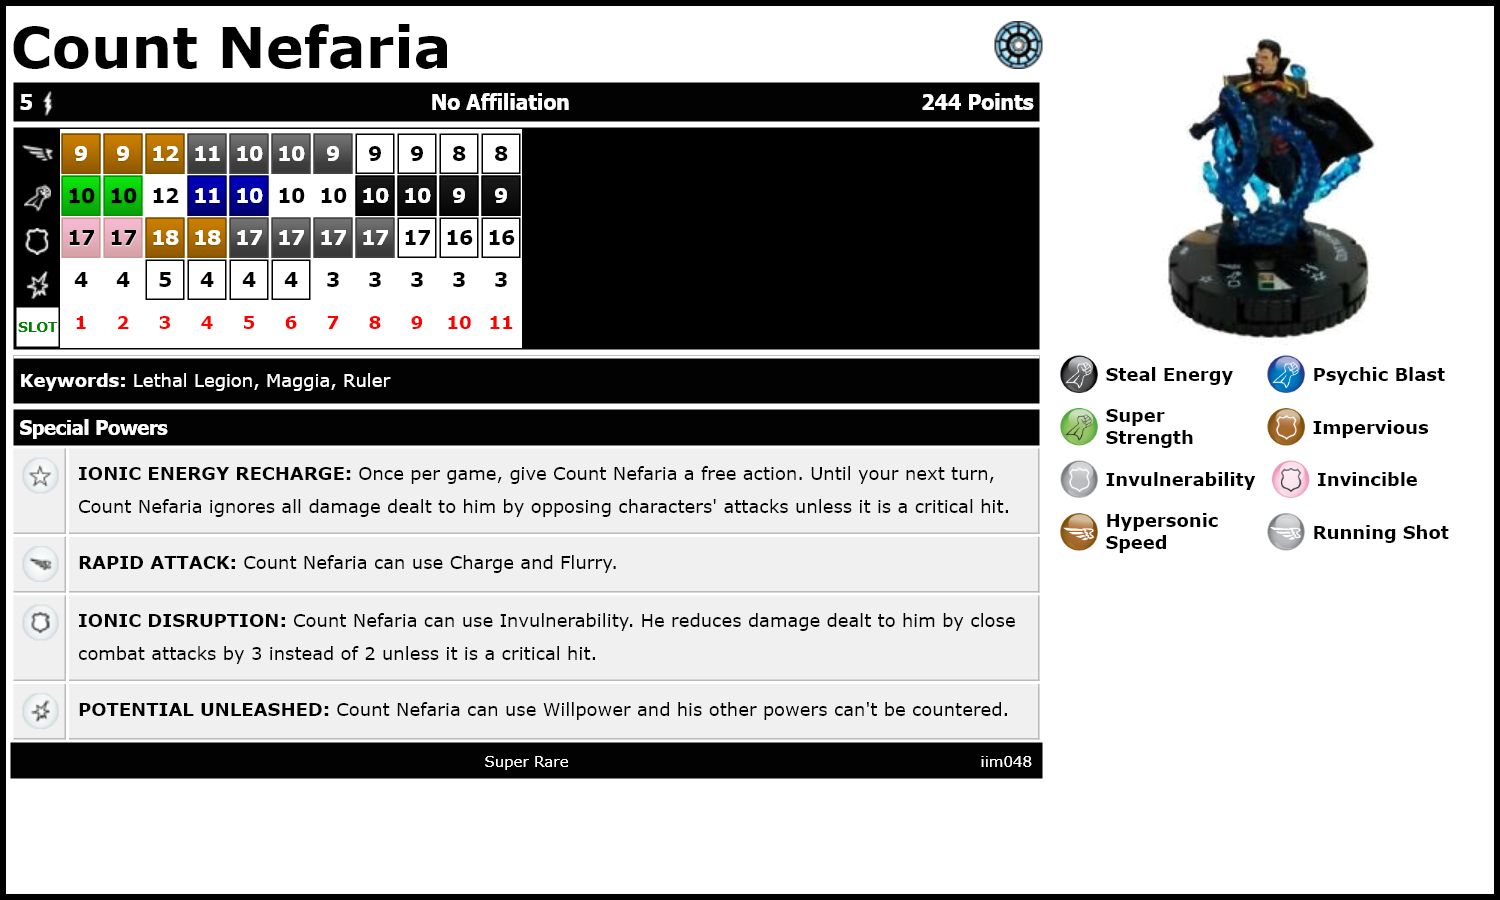 Count Nefaria
5 No Affiliation 244 Points
9 9 12 11 10 10 9 9 9 8 8
10 10 12 11 10 10 10 10 10 9 9
17 17 18 18 17 17 17 17 17 16 16
4 4 5 4 4 4 3 3 3 3 3
SLOT 1 2 3 4 5 6 7 8 9 10 11
Keywords: Lethal Legion, Maggia, Ruler
Special Powers
IONIC ENERGY RECHARGE: Once per game, give Count Nefaria a free action. Until your next turn,
Count Nefaria ignores all damage dealt to him by opposing characters' attacks unless it is a critical hit.
RAPID ATTACK: Count Nefaria can use Charge and Flurry.
IONIC DISRUPTION: Count Nefaria can use Invulnerability. He reduces damage dealt to him by close
combat attacks by 3 instead of 2 unless it is a critical hit.
POTENTIAL UNLEASHED: Count Nefaria can use Willpower and his other powers can't be countered.
Super Rare iim048
Steal Energy Psychic Blast
Super
Strength
Impervious
Invulnerability Invincible
Hypersonic
Speed
Running Shot